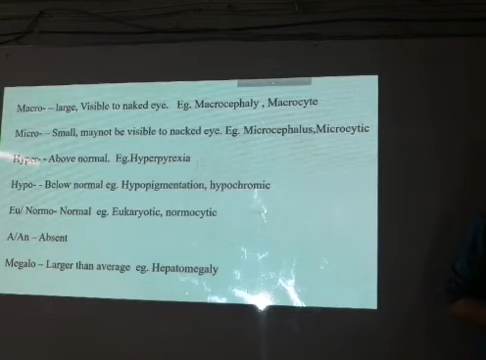 Macro- – large, Visible to naked eye. Eg. Macrocephaly , Macrocyte
Micro- – Small, maynot be visible to nacked eye. Eg. Microcephalus,Microcytic
Hyper- - Above normal. Eg.Hyperpyrexia
Hypo- - Below normal eg. Hypopigmentation, hypochromic
Eu/ Normo- Normal eg. Eukaryotic, normocytic
A/An – Absent
Megalo – Larger than average eg. Hepatomegaly